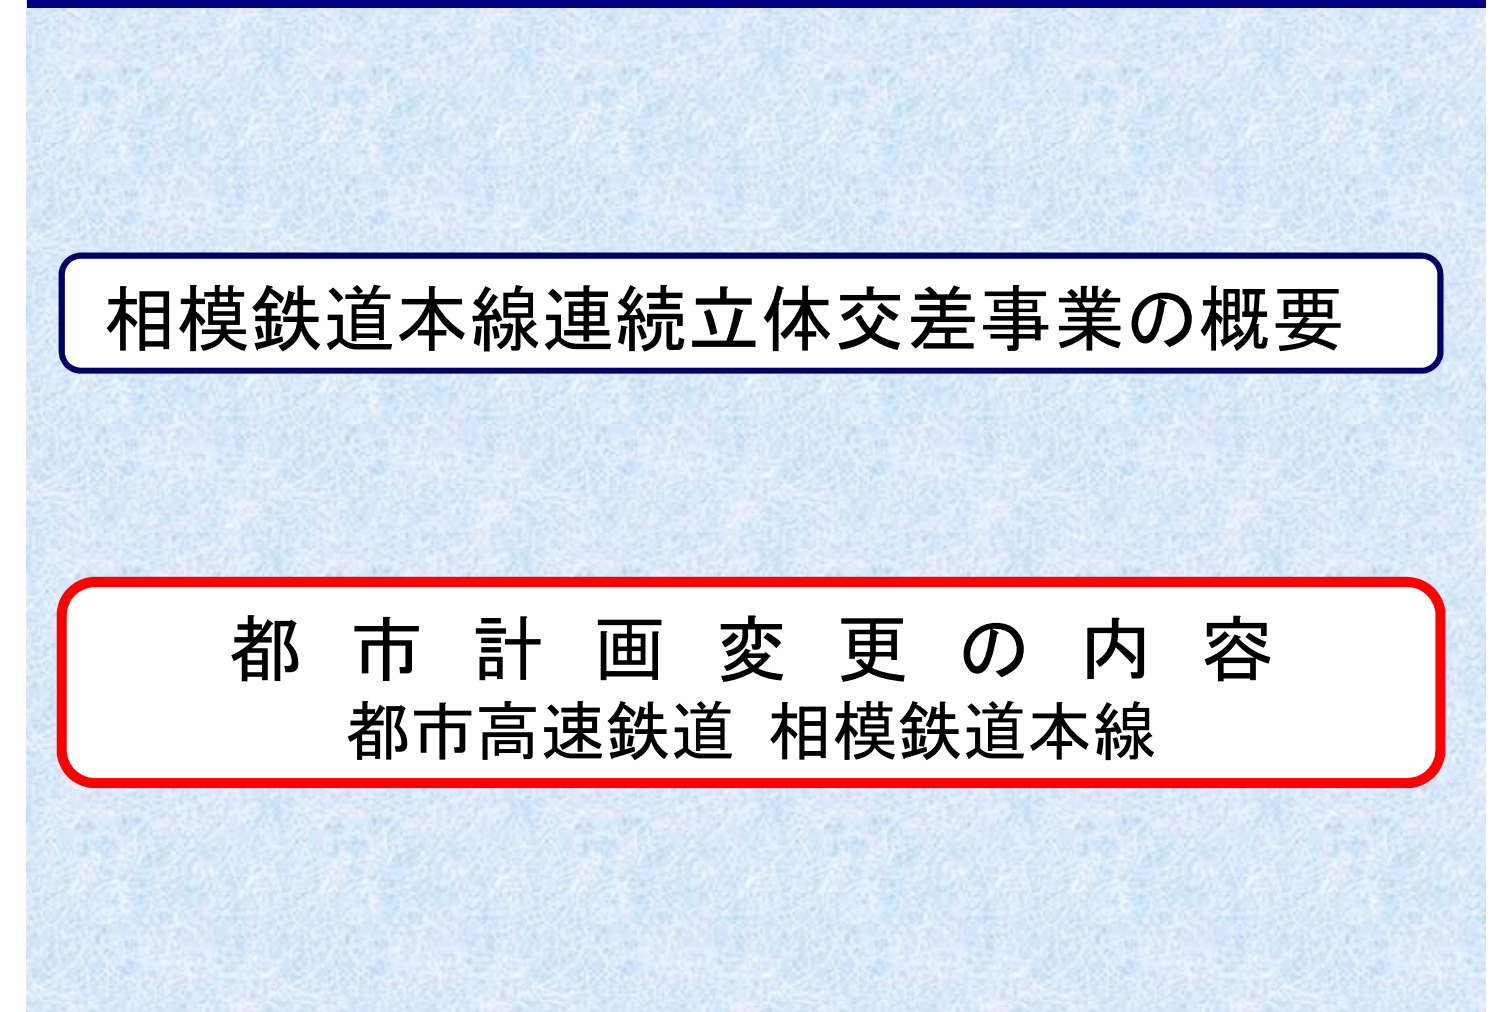 相模鉄道本線連続立体交差事業の概要
都市計画変更の内容
都市高速鉄道 相模鉄道本線